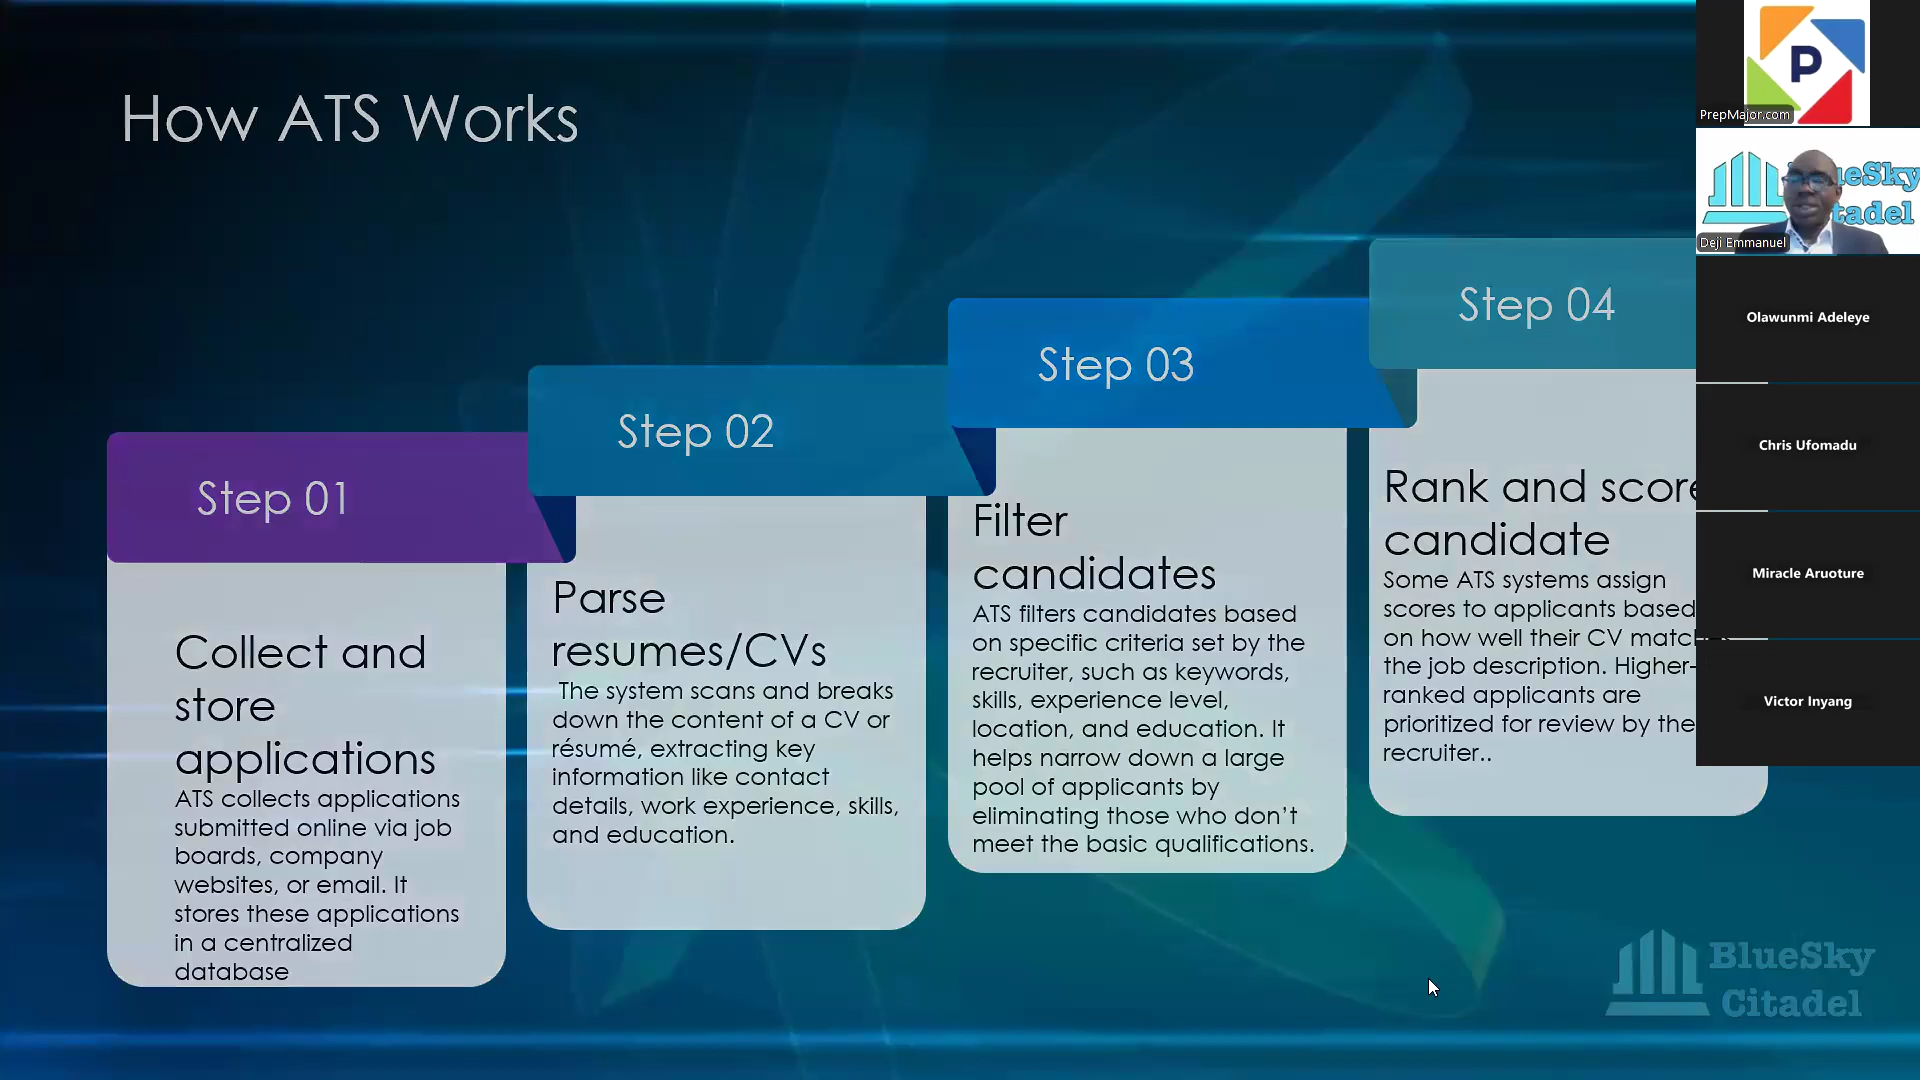 How ATS Works
Step 01
Collect and
store
applications
ATS collects applications
submitted online via job
boards, company
websites, or email. It
stores these applications
in a centralized
database
Step 02
Parse
resumes/CVs
The system scans and breaks
down the content of a CV or
résumé, extracting key
information like contact
details, work experience, skills,
and education.
Step 03
Filter
candidates
ATS filters candidates based
on specific criteria set by the
recruiter, such as keywords,
skills, experience level,
location, and education. It
helps narrow down a large
pool of applicants by
eliminating those who don’t
meet the basic qualifications.
Step 04
Rank and score
candidate
Some ATS systems assign
scores to applicants based
on how well their CV matches
the job description. Higher-
ranked applicants are
prioritized for review by the
recruiter..
P
PrepMajor.com
BlueSky
Citadel
Deji Emmanuel
Olawunmi Adeleye
Chris Ufomadu
Miracle Aruoture
Victor Inyang
BlueSky
Citadel